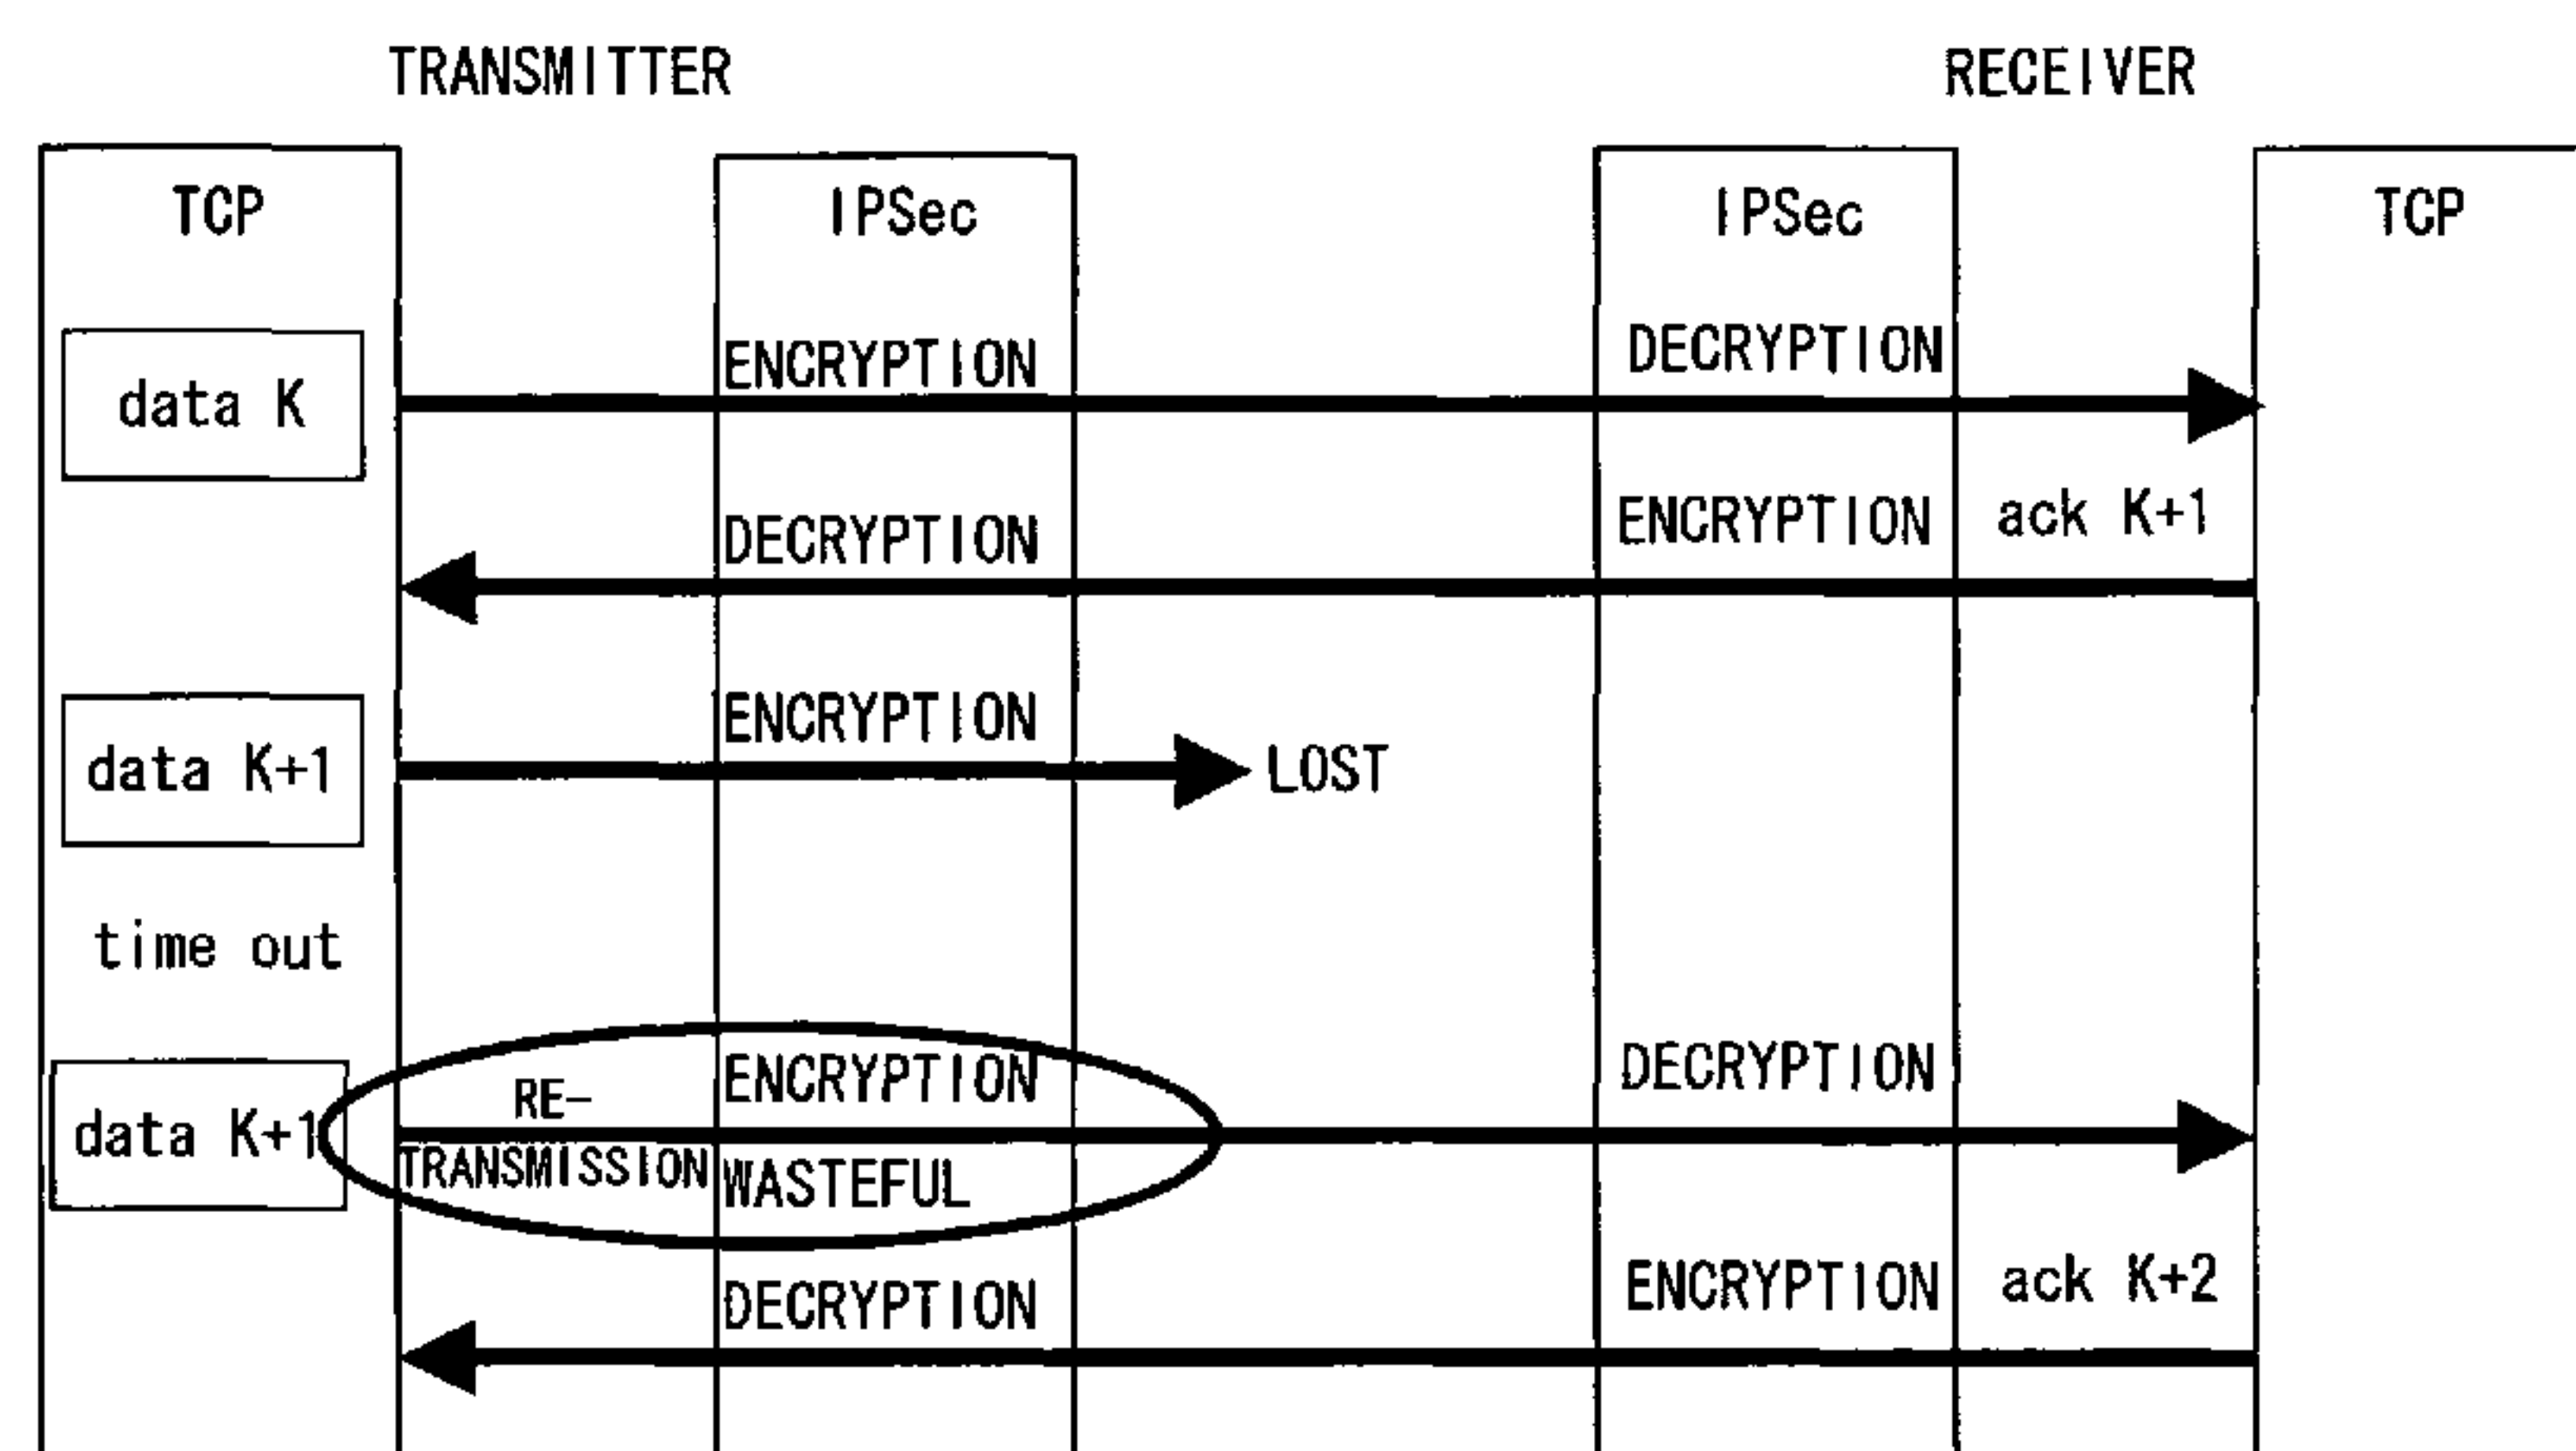 TRANSMITTER RECEIVER
TCP IPSec IPSec TCP
ENCRYPTION DECRYPTION
data K
DECRYPTION ENCRYPTION ack K+1
ENCRYPTION
data K+1 LOST
time out
ENCRYPTION DECRYPTION
RE-
data K+1
TRANSMISSION WASTEFUL
DECRYPTION ENCRYPTION ack K+2